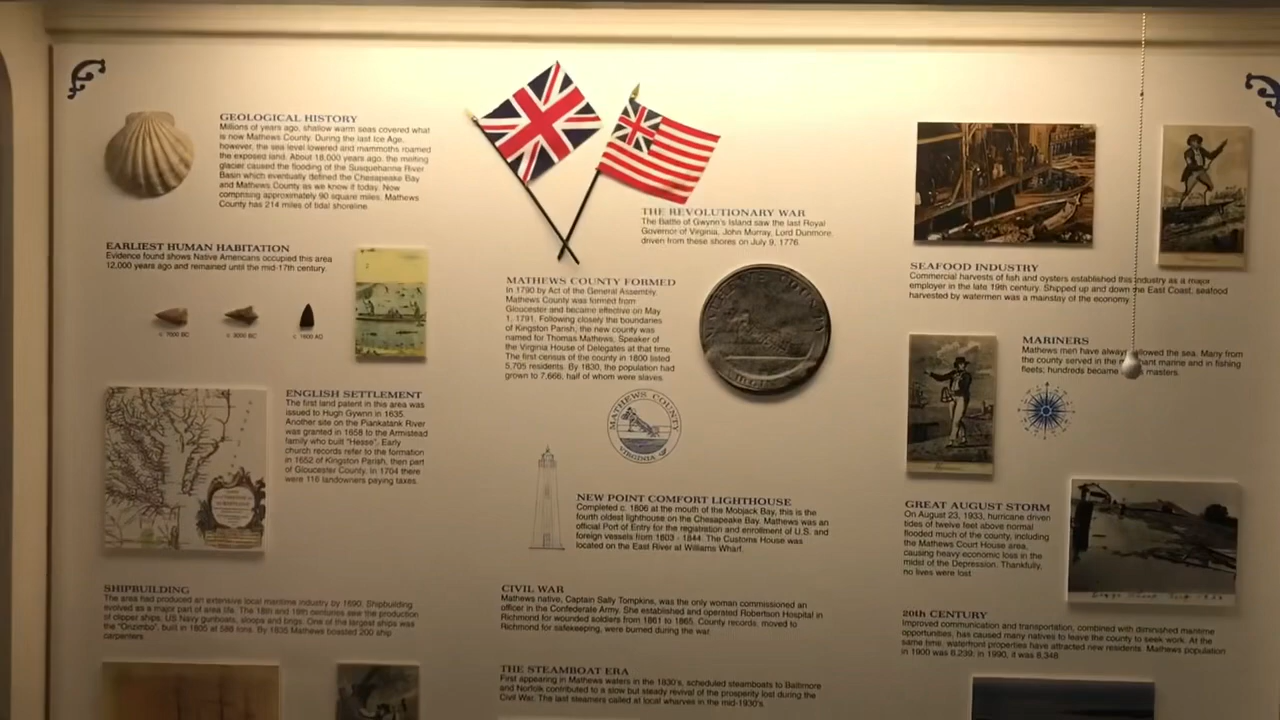 GEOLOGICAL HISTORY
Millions of years ago, shallow warm seas covered what
is now Mathews County. During the last Ice Age,
however, the sea level lowered and mammoths roamed
the exposed land. About 18,000 years ago, the melting
glacier caused the flooding of the Susquehanna River
Basin which eventually defined the Chesapeake Bay
and Mathews County as we know it today. Now
comprising approximately 90 square miles, Mathews
County has 214 miles of tidal shoreline.
EARLIEST HUMAN HABITATION
Evidence found shows Native Americans occupied this area
12,000 years ago and remained until the mid-17th century.
c. 7000 BC
c. 3000 BC
c. 1600 AD
ENGLISH SETTLEMENT
The first land patent in this area was
issued to Hugh Gywnn in 1635.
Another site on the Piankatank River
was granted in 1658 to the Armistead
family who built "Hesse". Early
church records refer to the formation
in 1652 of Kingston Parish, then part
of Gloucester County. In 1704 there
were 116 landowners paying taxes.
SHIPBUILDING
The area had produced an extensive local maritime industry by 1690. Shipbuilding
evolved as a major part of area life. The 18th and 19th centuries saw the production
of clipper ships, US Navy gunboats, sloops and brigs. One of the largest ships was
the "Orizimbo", built in 1805 at 586 tons. By 1835 Mathews boasted 200 ship
carpenters.
THE REVOLUTIONARY WAR
The Battle of Gwynn's Island saw the last Royal
Governor of Virginia, John Murray, Lord Dunmore,
driven from these shores on July 9, 1776.
MATHEWS COUNTY FORMED
In 1790 by Act of the General Assembly,
Mathews County was formed from
Gloucester and became effective on May
1, 1791. Following closely the boundaries
of Kingston Parish, the new county was
named for Thomas Mathews, Speaker of
the Virginia House of Delegates at that time.
The first census of the county in 1800 listed
5,705 residents. By 1830, the population had
grown to 7,666, half of whom were slaves.
VIRGINIA
MATHEWS COUNTY
VIRGINIA
NEW POINT COMFORT LIGHTHOUSE
Completed c. 1806 at the mouth of the Mobjack Bay, this is the
fourth oldest lighthouse on the Chesapeake Bay. Mathews was an
official Port of Entry for the registration and enrollment of U.S. and
foreign vessels from 1803 - 1844. The Customs House was
located on the East River at Williams Wharf.
CIVIL WAR
Mathews native, Captain Sally Tompkins, was the only woman commissioned an
officer in the Confederate Army. She established and operated Robertson Hospital in
Richmond for wounded soldiers from 1861 to 1865. County records, moved to
Richmond for safekeeping, were burned during the war.
THE STEAMBOAT ERA
First appearing in Mathews waters in the 1830's, scheduled steamboats to Baltimore
and Norfolk contributed to a slow but steady revival of the prosperity lost during the
Civil War. The last steamers called at local wharves in the mid-1930's.
SEAFOOD INDUSTRY
Commercial harvests of fish and oysters established this industry as a major
employer in the late 19th century. Shipped up and down the East Coast, seafood
harvested by watermen was a mainstay of the economy.
MARINERS
Mathews men have always followed the sea. Many from
the county served in the merchant marine and in fishing
fleets; hundreds became masters.
GREAT AUGUST STORM
On August 23, 1933, hurricane driven
tides of twelve feet above normal
flooded much of the county, including
the Mathews Court House area,
causing heavy economic loss in the
midst of the Depression. Thankfully,
no lives were lost.
20th CENTURY
Improved communication and transportation, combined with diminished maritime
opportunities, has caused many natives to leave the county to seek work. At the
same time, waterfront properties have attracted new residents. Mathews population
in 1900 was 8,239; in 1990, it was 8,348.